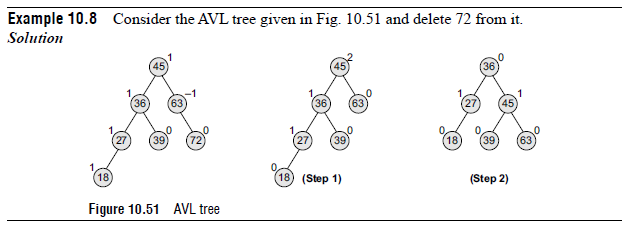 Example 10.8 Consider the AVL tree given in Fig. 10.51 and delete 72 from it.
Solution
1 2 0
45 45 36
1 -1 1 0 1 1
36 63 36 63 27 45
1 0 0 1 0 0 0 0
27 39 72 27 39 18 39 63
1 0
18 18 (Step 1) (Step 2)
Figure 10.51 AVL tree